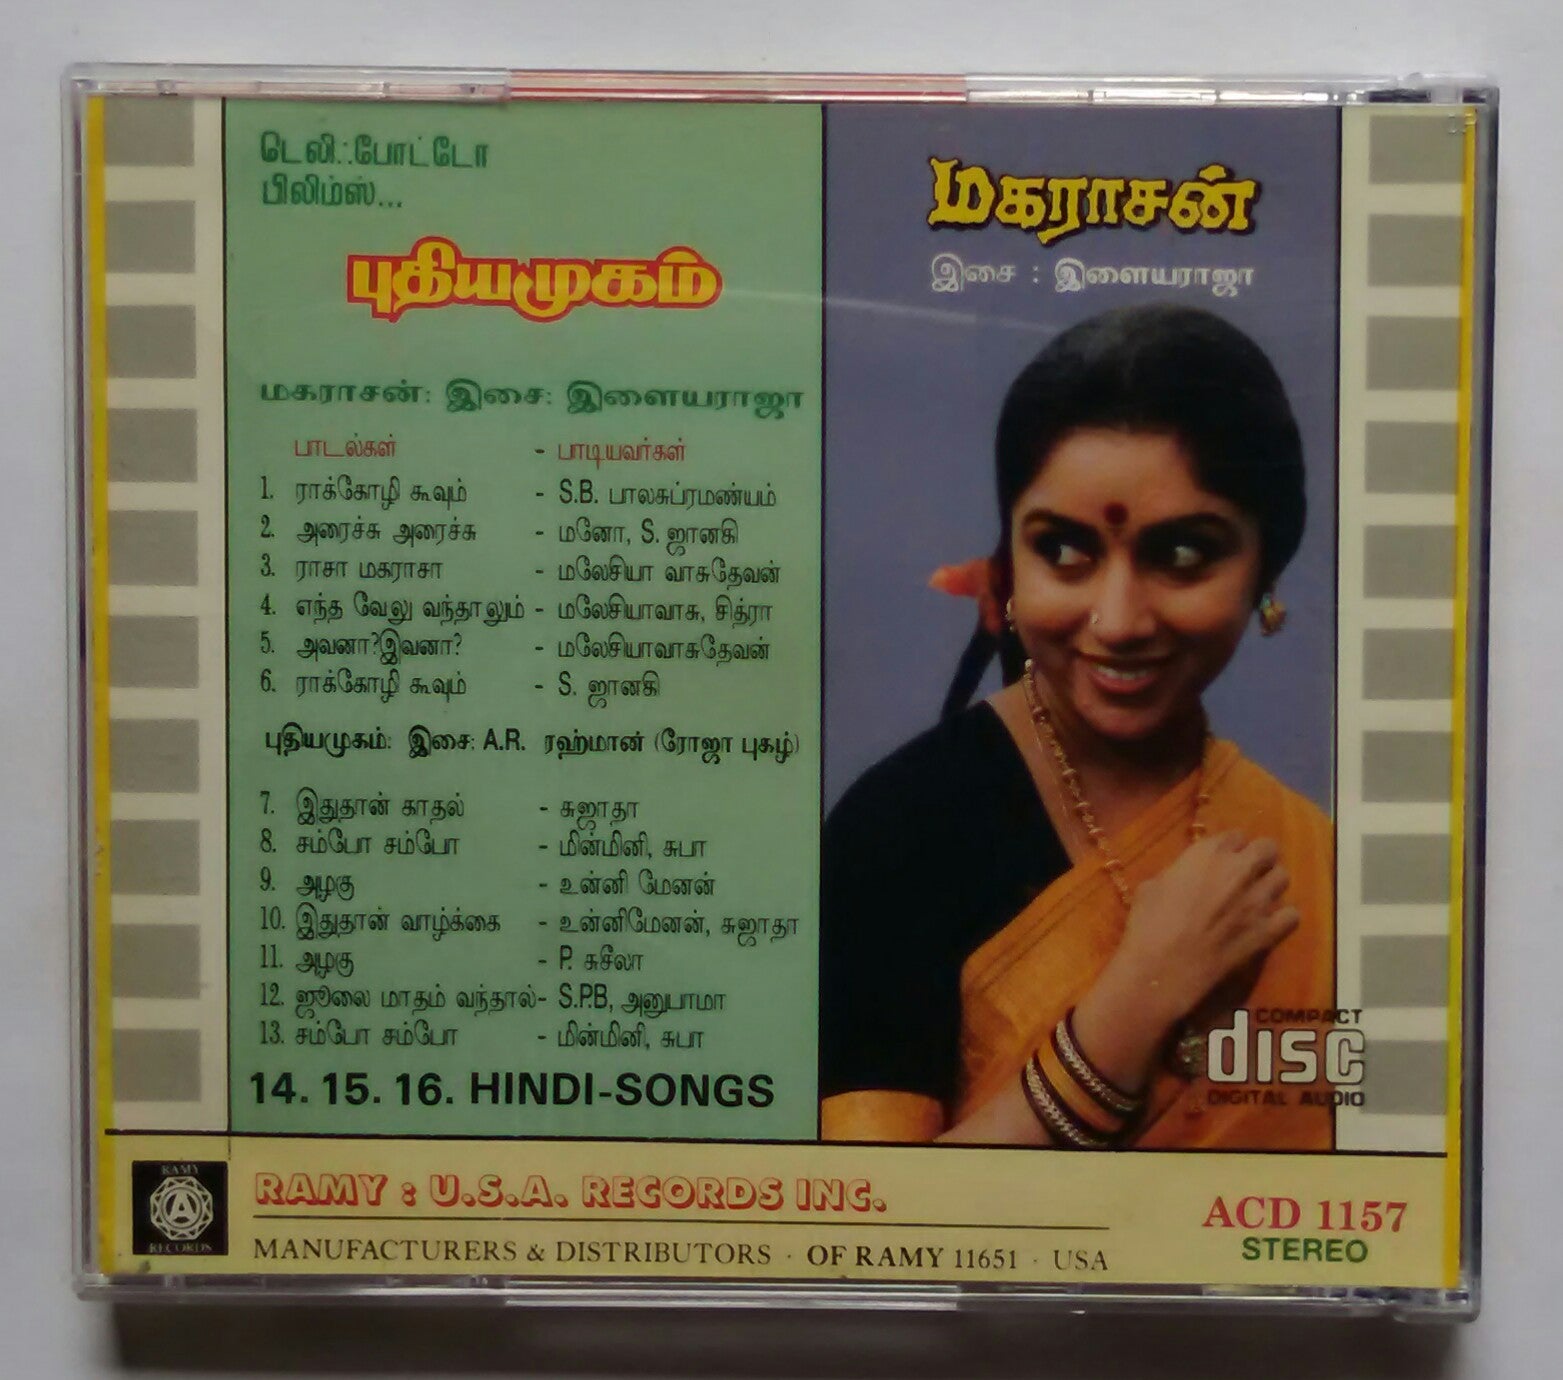 டெலிஃபோட்டோ
பிலிம்ஸ்...
புதியமுகம்
மகராசன்: இசை: இளையராஜா
பாடல்கள் - பாடியவர்கள்
1. ராக்கோழி கூவும் - S.B. பாலசுப்ரமண்யம்
2. அரைச்சு அரைச்சு - மனோ, S. ஜானகி
3. ராசா மகராசா - மலேசியா வாசுதேவன்
4. எந்த வேலு வந்தாலும் - மலேசியாவாசு, சித்ரா
5. அவனா?இவனா? - மலேசியாவாசுதேவன்
6. ராக்கோழி கூவும் - S. ஜானகி
புதியமுகம்: இசை: A.R. ரஹ்மான் (ரோஜா புகழ்)
7. இதுதான் காதல் - சுஜாதா
8. சம்போ சம்போ - மின்மினி, சுபா
9. அழகு - உன்னி மேனன்
10. இதுதான் வாழ்க்கை - உன்னிமேனன், சுஜாதா
11. அழகு - P. சுசீலா
12. ஜூலை மாதம் வந்தால் - S.P.B, அனுபாமா
13. சம்போ சம்போ - மின்மினி, சுபா
14. 15. 16. HINDI-SONGS
மகராசன்
இசை : இளையராஜா
COMPACT
disc
DIGITAL AUDIO
RAMY
A
RECORDS
RAMY : U.S.A. RECORDS INC.
MANUFACTURERS & DISTRIBUTORS · OF RAMY 11651 · USA
ACD 1157
STEREO